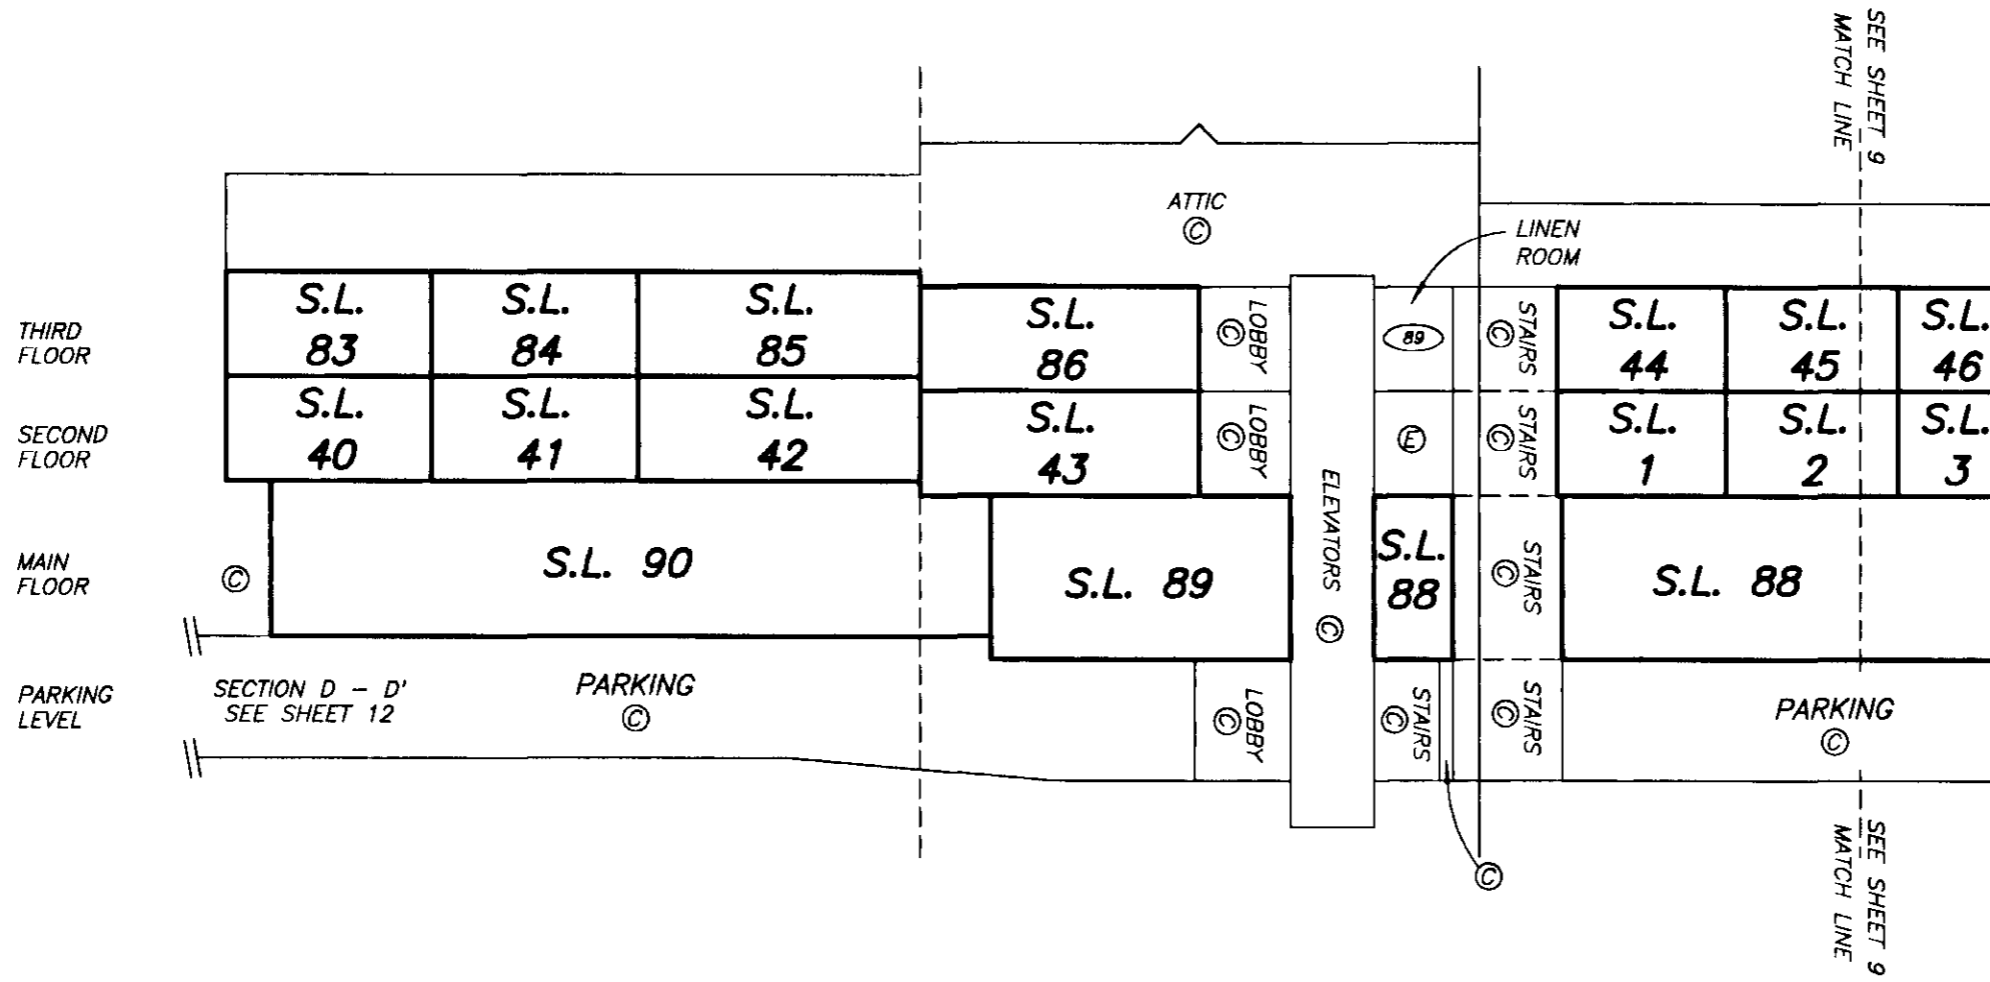 SEE SHEET 9
MATCH LINE
ATTIC
©
LINEN
ROOM
THIRD
FLOOR
S.L.
83
S.L.
84
S.L.
85
S.L.
86
LOBBY
©
89
STAIRS
©
S.L.
44
S.L.
45
S.L.
46
SECOND
FLOOR
S.L.
40
S.L.
41
S.L.
42
S.L.
43
LOBBY
©
Ⓔ
STAIRS
©
S.L.
1
S.L.
2
S.L.
3
MAIN
FLOOR
©
S.L. 90
S.L. 89
ELEVATORS ©
S.L.
88
STAIRS
©
S.L. 88
PARKING
LEVEL
SECTION D - D'
SEE SHEET 12
PARKING
©
LOBBY
©
STAIRS
©
STAIRS
©
PARKING
©
©
SEE SHEET 9
MATCH LINE